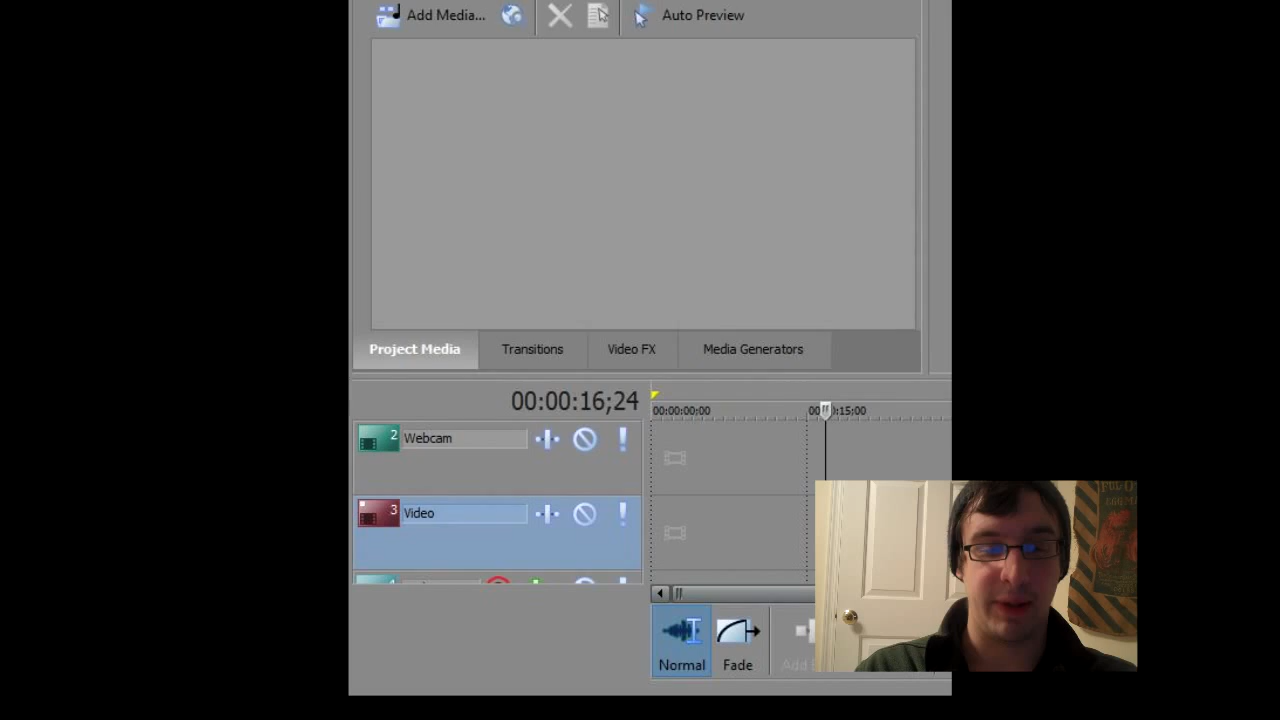 Add Media... Auto Preview
Project Media Transitions Video FX Media Generators
00:00:16;24
00:00:00;00
2 Webcam
3 Video
Normal Fade Add